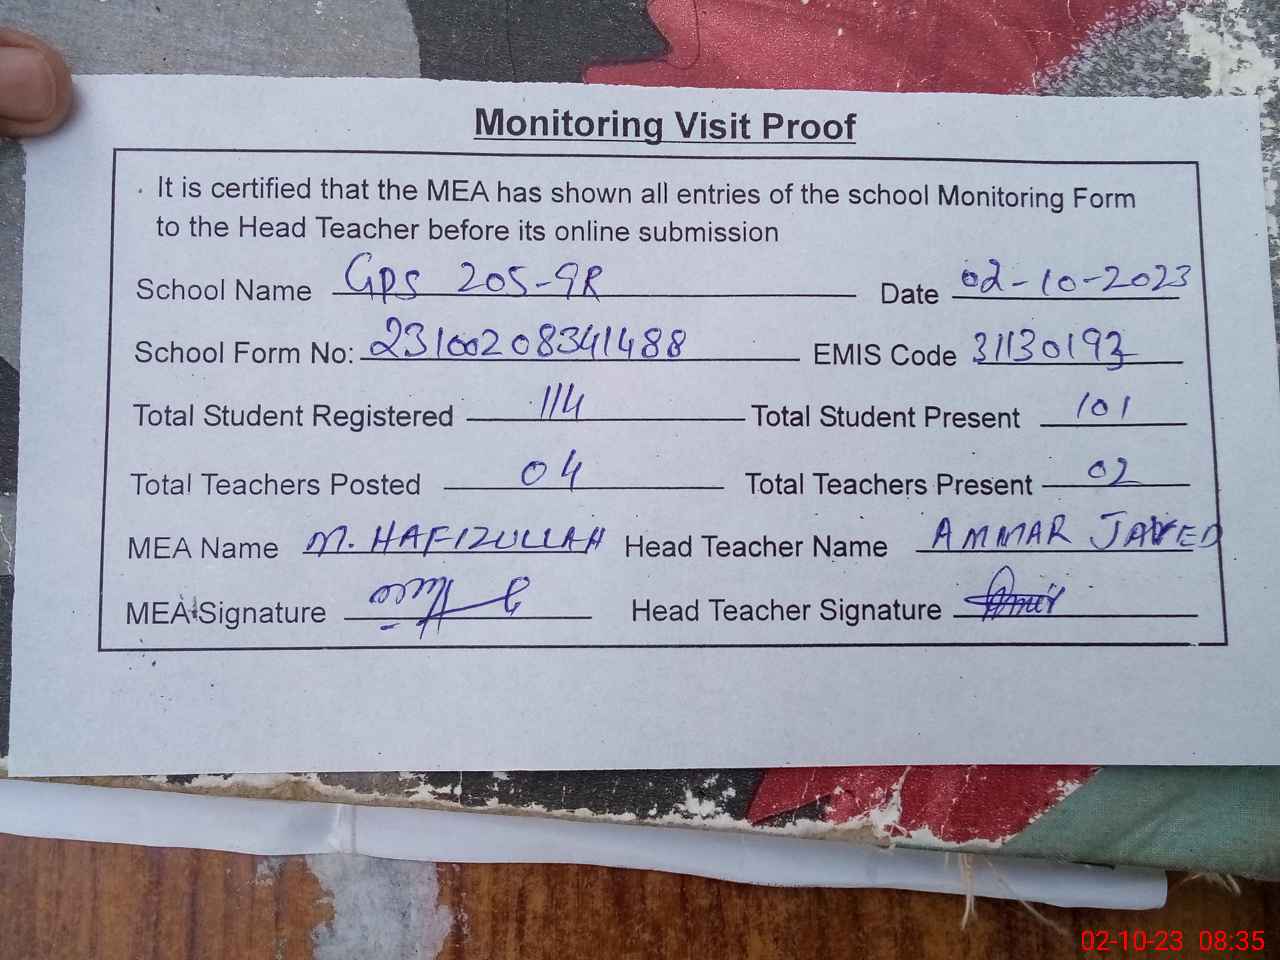 Monitoring Visit Proof
It is certified that the MEA has shown all entries of the school Monitoring Form
to the Head Teacher before its online submission
School Name GPS 205-9R Date 02-10-2023
School Form No: 23100208341488 EMIS Code 31130193
Total Student Registered 114 Total Student Present 101
Total Teachers Posted 04 Total Teachers Present 02
MEA Name M. HAFIZULLAH Head Teacher Name AMMAR JAVED
MEA Signature Head Teacher Signature
02-10-23 08:35